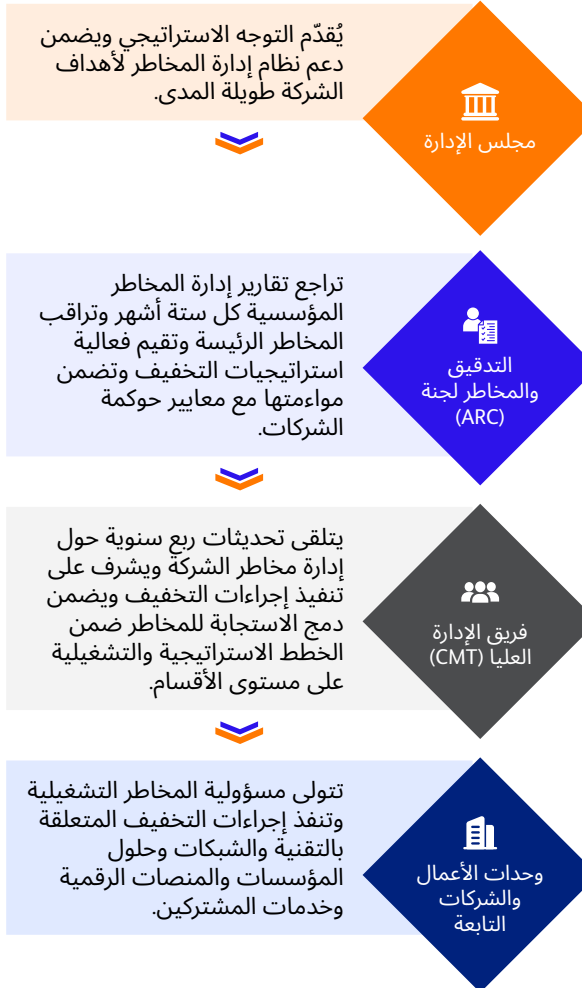 يُقدّم التوجه الاستراتيجي ويضمن
دعم نظام إدارة المخاطر لأهداف
الشركة طويلة المدى.
مجلس الإدارة
تراجع تقارير إدارة المخاطر
المؤسسية كل ستة أشهر وتراقب
المخاطر الرئيسة وتقيم فعالية
استراتيجيات التخفيف وتضمن
مواءمتها مع معايير حوكمة
الشركات.
التدقيق
والمخاطر لجنة
(ARC)
يتلقى تحديثات ربع سنوية حول
إدارة مخاطر الشركة ويشرف على
تنفيذ إجراءات التخفيف ويضمن
دمج الاستجابة للمخاطر ضمن
الخطط الاستراتيجية والتشغيلية
على مستوى الأقسام.
فريق الإدارة
العليا (CMT)
تتولى مسؤولية المخاطر التشغيلية
وتنفذ إجراءات التخفيف المتعلقة
بالتقنية والشبكات وحلول
المؤسسات والمنصات الرقمية
وخدمات المشتركين.
وحدات الأعمال
والشركات
التابعة